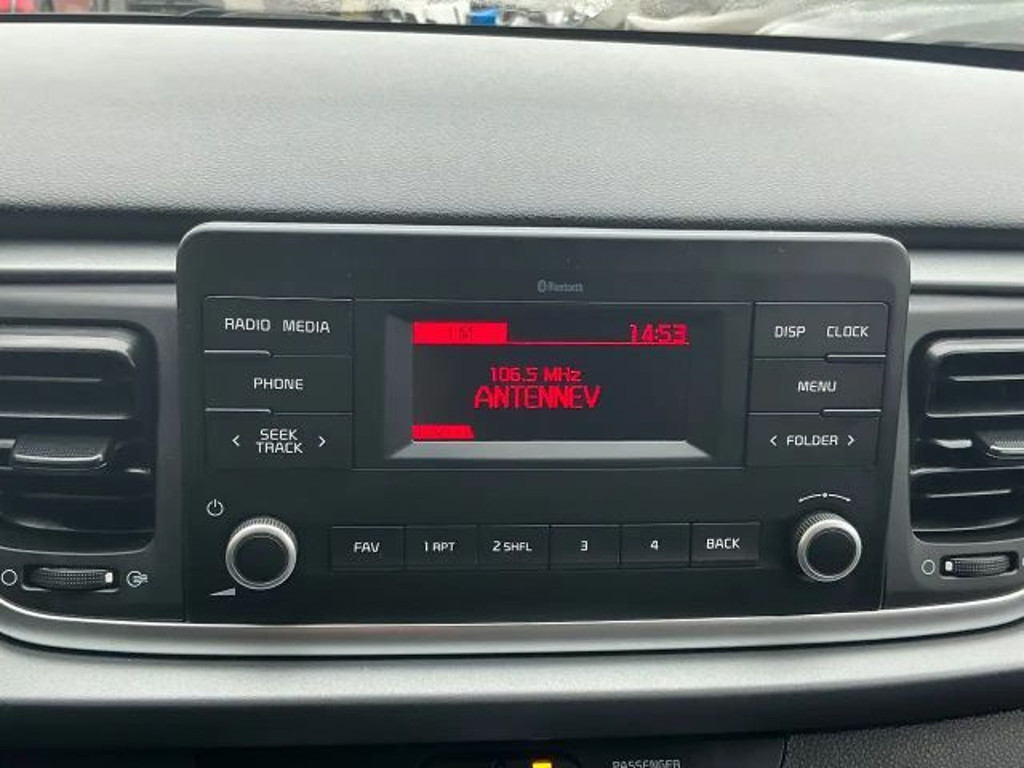 Bluetooth
RADIO MEDIA
PHONE
< SEEK >
TRACK
FM 14:53
106.5 MHz
ANTENNEV
DISP CLOCK
MENU
< FOLDER >
FAV 1 RPT 2 SHFL 3 4 BACK
PASSENGER